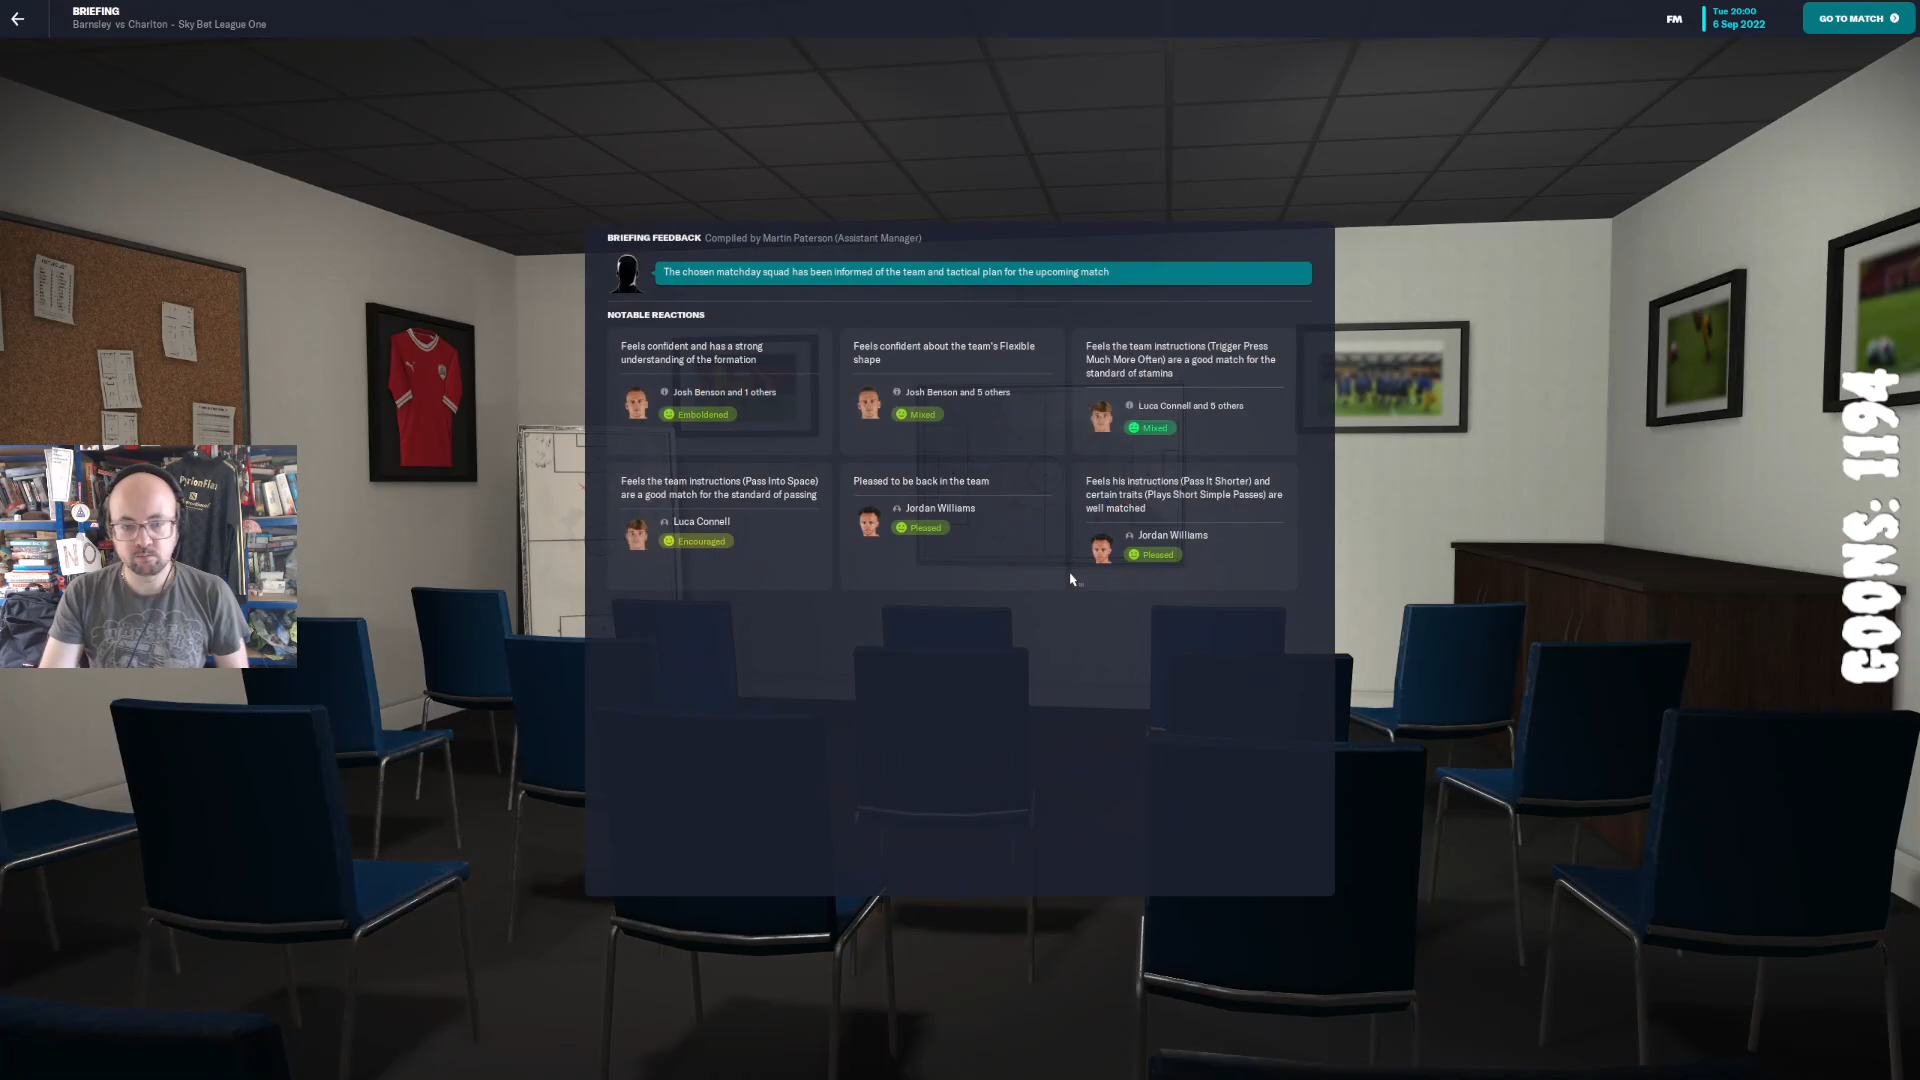 BRIEFING
Barnsley vs Charlton - Sky Bet League One
FM
Tue 20:00
6 Sep 2022
GO TO MATCH
BRIEFING FEEDBACK Compiled by Martin Paterson (Assistant Manager)
The chosen matchday squad has been informed of the team and tactical plan for the upcoming match
NOTABLE REACTIONS
Feels confident and has a strong
understanding of the formation
Josh Benson and 1 others
Emboldened
Feels confident about the team's Flexible
shape
Josh Benson and 5 others
Mixed
Feels the team instructions (Trigger Press
Much More Often) are a good match for the
standard of stamina
Luca Connell and 5 others
Mixed
Feels the team instructions (Pass Into Space)
are a good match for the standard of passing
Luca Connell
Encouraged
Pleased to be back in the team
Jordan Williams
Pleased
Feels his instructions (Pass It Shorter) and
certain traits (Plays Short Simple Passes) are
well matched
Jordan Williams
Pleased
GOONS: 1194
NO